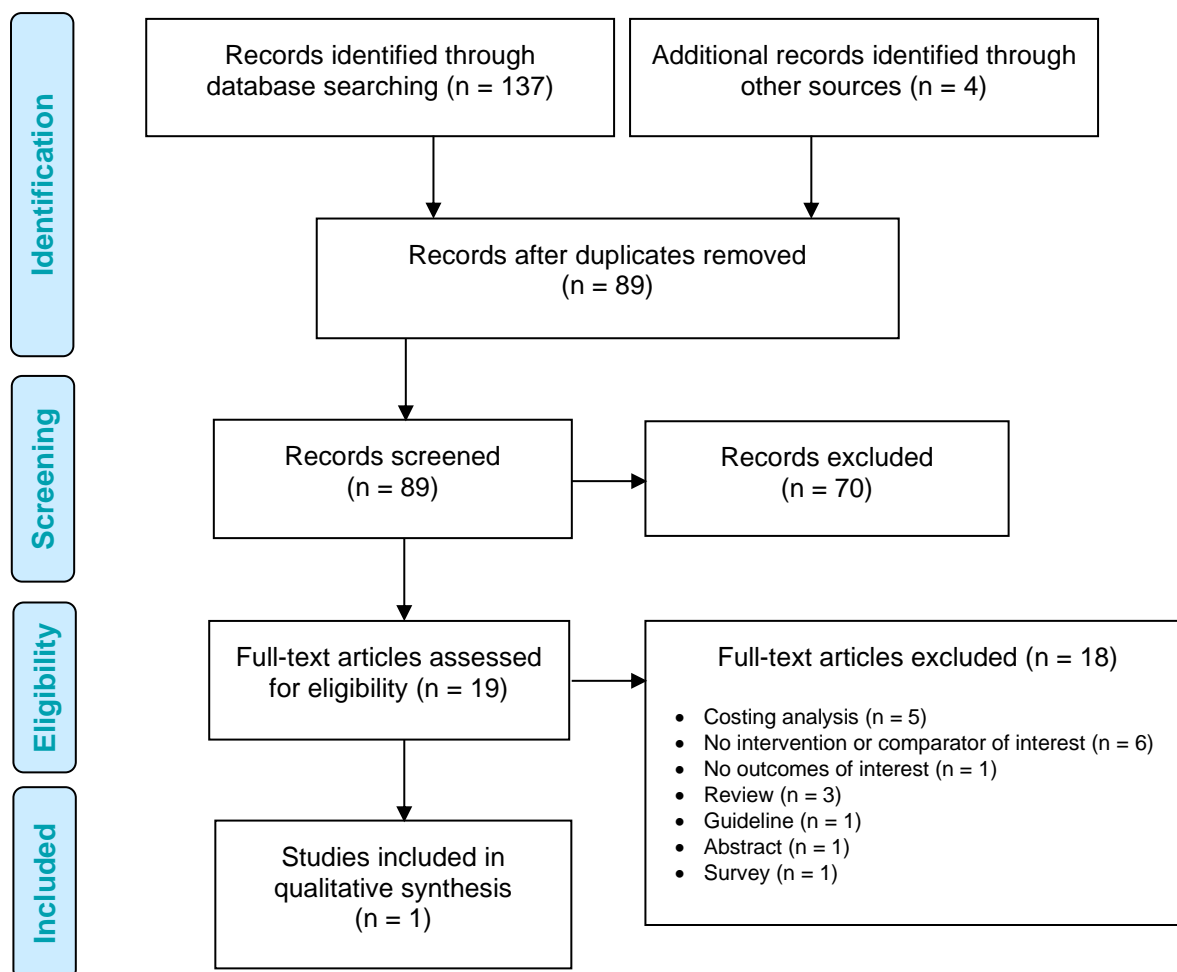 Identification
Records identified through
database searching (n = 137)
Additional records identified through
other sources (n = 4)
Records after duplicates removed
(n = 89)
Screening
Records screened
(n = 89)
Records excluded
(n = 70)
Eligibility
Full-text articles assessed
for eligibility (n = 19)
Full-text articles excluded (n = 18)
• Costing analysis (n = 5)
• No intervention or comparator of interest (n = 6)
• No outcomes of interest (n = 1)
• Review (n = 3)
• Guideline (n = 1)
• Abstract (n = 1)
• Survey (n = 1)
Included
Studies included in
qualitative synthesis
(n = 1)